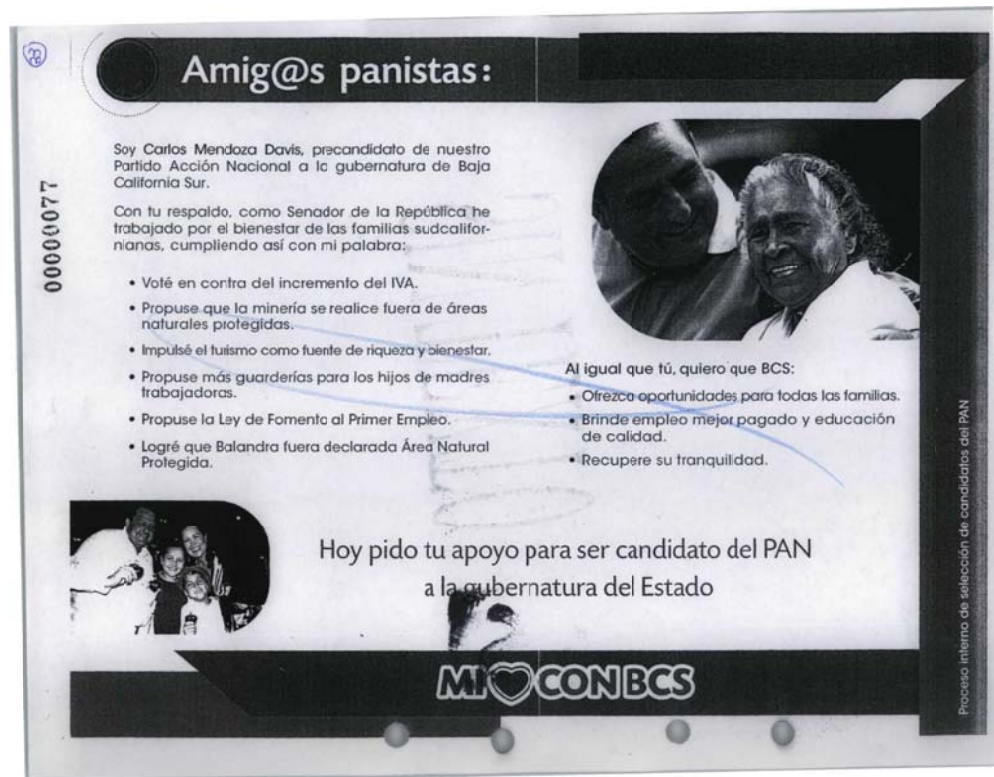 28
Amig@s panistas:
00000077
Soy Carlos Mendoza Davis, precandidato de nuestro
Partido Acción Nacional a la gubernatura de Baja
California Sur.
Con tu respaldo, como Senador de la República he
trabajado por el bienestar de las familias sudcalifor-
nianas, cumpliendo así con mi palabra:
• Voté en contra del incremento del IVA.
• Propuse que la minería se realice fuera de áreas
naturales protegidas.
• Impulsé el turismo como fuente de riqueza y bienestar.
• Propuse más guarderías para los hijos de madres
trabajadoras.
• Propuse la Ley de Fomento al Primer Empleo.
• Logré que Balandra fuera declarada Área Natural
Protegida.
Al igual que tú, quiero que BCS:
• Ofrezca oportunidades para todas las familias.
• Brinde empleo mejor pagado y educación
de calidad.
• Recupere su tranquilidad.
Hoy pido tu apoyo para ser candidato del PAN
a la gubernatura del Estado
MI CON BCS
Proceso interno de selección de candidatos del PAN